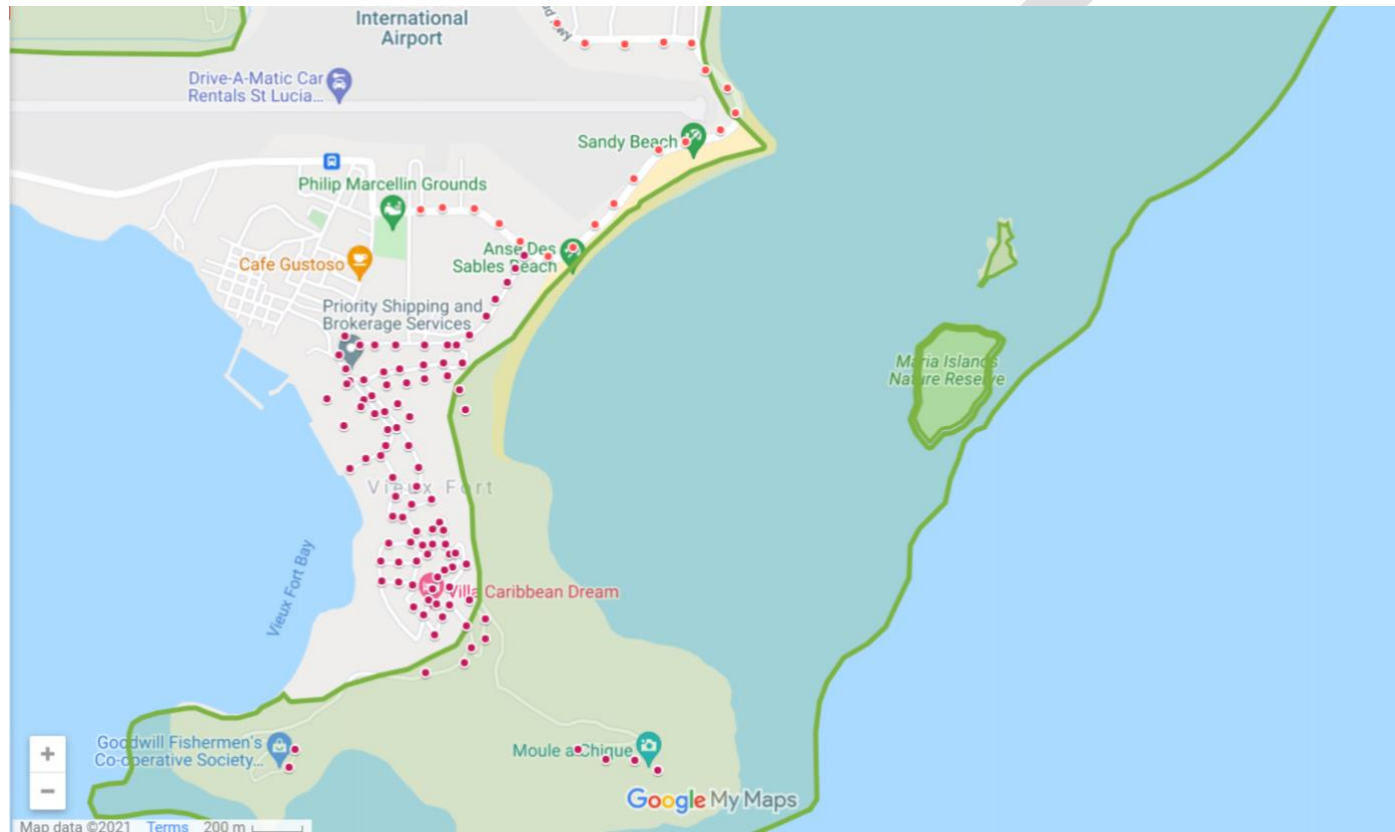 International
Airport
Drive-A-Matic Car
Rentals St Lucia...
Sandy Beach
Philip Marcellin Grounds
Anse Des
Sables Beach
Cafe Gustoso
Priority Shipping and
Brokerage Services
Maria Islands
Nature Reserve
Vieux Fort
Vieux Fort Bay
Villa Caribbean Dream
Goodwill Fishermen's
Co-operative Society...
Moule a Chique
Google My Maps
+
−
Map data ©2021 Terms 200 m